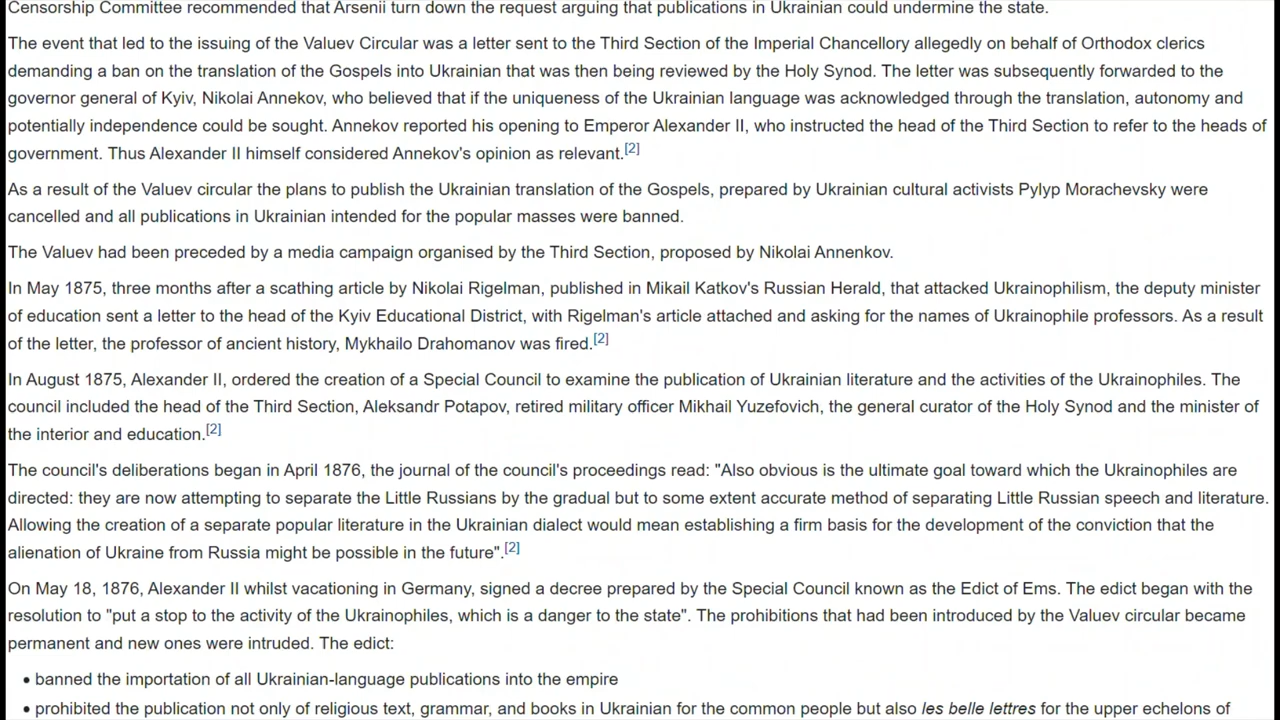 Censorship Committee recommended that Arsenii turn down the request arguing that publications in Ukrainian could undermine the state.
The event that led to the issuing of the Valuev Circular was a letter sent to the Third Section of the Imperial Chancellory allegedly on behalf of Orthodox clerics
demanding a ban on the translation of the Gospels into Ukrainian that was then being reviewed by the Holy Synod. The letter was subsequently forwarded to the
governor general of Kyiv, Nikolai Annekov, who believed that if the uniqueness of the Ukrainian language was acknowledged through the translation, autonomy and
potentially independence could be sought. Annekov reported his opening to Emperor Alexander II, who instructed the head of the Third Section to refer to the heads of
government. Thus Alexander II himself considered Annekov's opinion as relevant.[2]
As a result of the Valuev circular the plans to publish the Ukrainian translation of the Gospels, prepared by Ukrainian cultural activists Pylyp Morachevsky were
cancelled and all publications in Ukrainian intended for the popular masses were banned.
The Valuev had been preceded by a media campaign organised by the Third Section, proposed by Nikolai Annenkov.
In May 1875, three months after a scathing article by Nikolai Rigelman, published in Mikail Katkov's Russian Herald, that attacked Ukrainophilism, the deputy minister
of education sent a letter to the head of the Kyiv Educational District, with Rigelman's article attached and asking for the names of Ukrainophile professors. As a result
of the letter, the professor of ancient history, Mykhailo Drahomanov was fired.[2]
In August 1875, Alexander II, ordered the creation of a Special Council to examine the publication of Ukrainian literature and the activities of the Ukrainophiles. The
council included the head of the Third Section, Aleksandr Potapov, retired military officer Mikhail Yuzefovich, the general curator of the Holy Synod and the minister of
the interior and education.[2]
The council's deliberations began in April 1876, the journal of the council's proceedings read: "Also obvious is the ultimate goal toward which the Ukrainophiles are
directed: they are now attempting to separate the Little Russians by the gradual but to some extent accurate method of separating Little Russian speech and literature.
Allowing the creation of a separate popular literature in the Ukrainian dialect would mean establishing a firm basis for the development of the conviction that the
alienation of Ukraine from Russia might be possible in the future".[2]
On May 18, 1876, Alexander II whilst vacationing in Germany, signed a decree prepared by the Special Council known as the Edict of Ems. The edict began with the
resolution to "put a stop to the activity of the Ukrainophiles, which is a danger to the state". The prohibitions that had been introduced by the Valuev circular became
permanent and new ones were intruded. The edict:
• banned the importation of all Ukrainian-language publications into the empire
• prohibited the publication not only of religious text, grammar, and books in Ukrainian for the common people but also les belle lettres for the upper echelons of